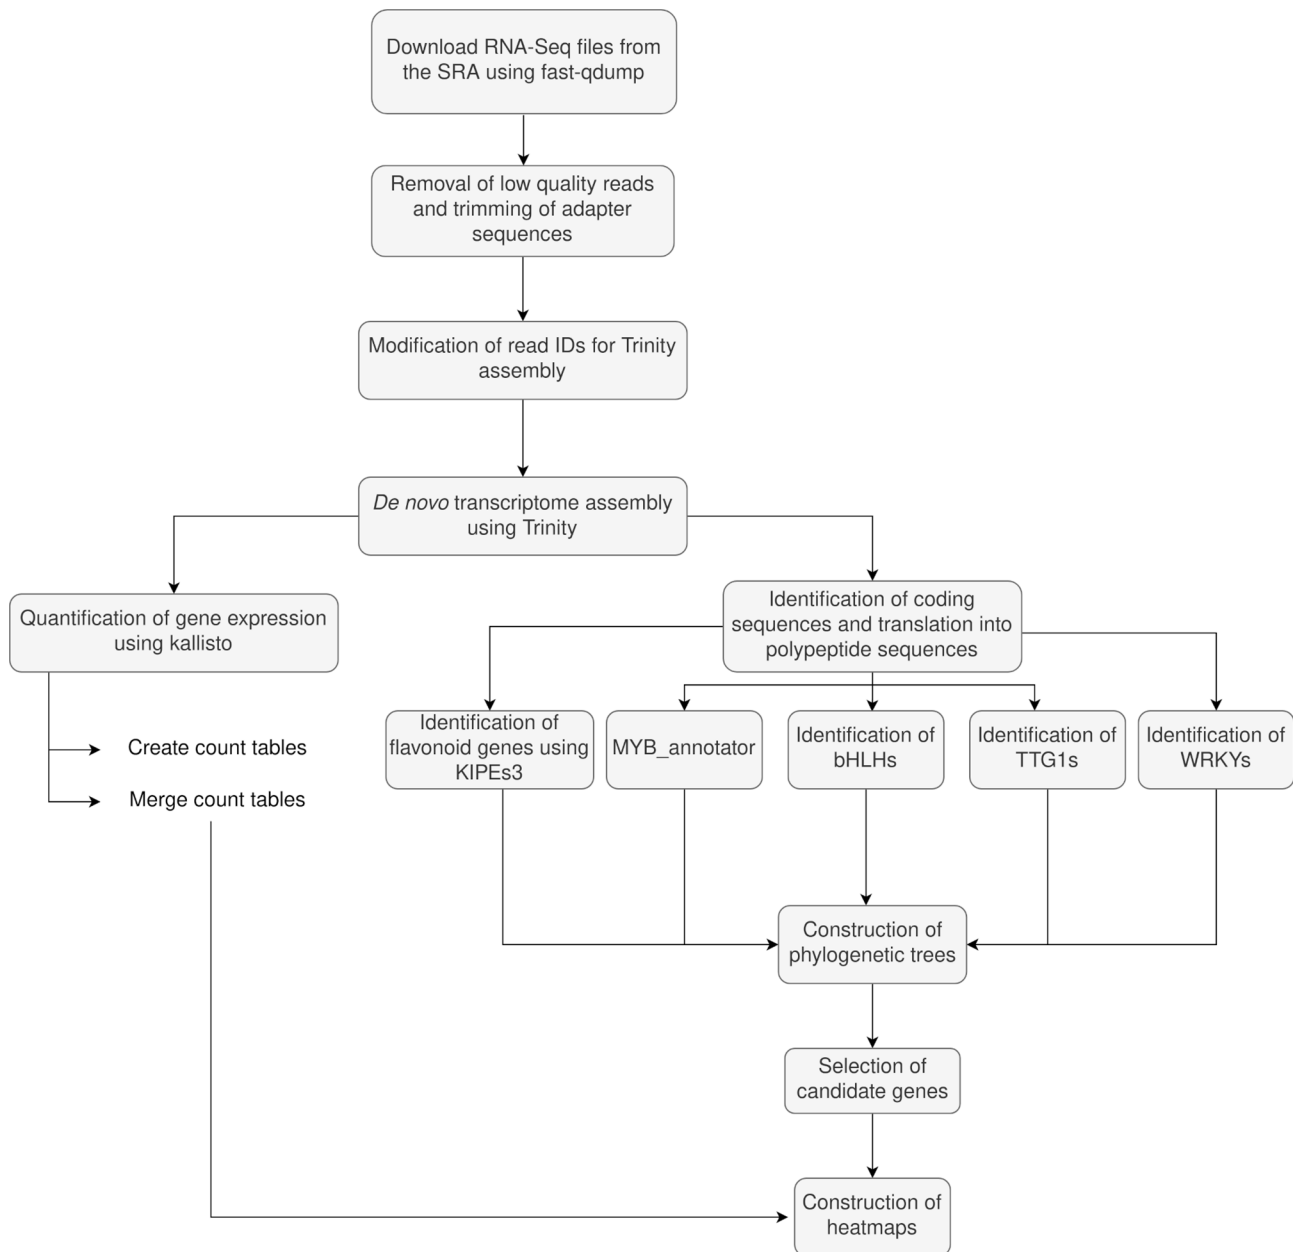 Download RNA-Seq files from
the SRA using fast-qdump
Removal of low quality reads
and trimming of adapter
sequences
Modification of read IDs for Trinity
assembly
De novo transcriptome assembly
using Trinity
Quantification of gene expression
using kallisto
Create count tables
Merge count tables
Identification of coding
sequences and translation into
polypeptide sequences
Identification of
flavonoid genes using
KIPEs3
MYB_annotator
Identification of
bHLHs
Identification of
TTG1s
Identification of
WRKYs
Construction of
phylogenetic trees
Selection of
candidate genes
Construction of
heatmaps